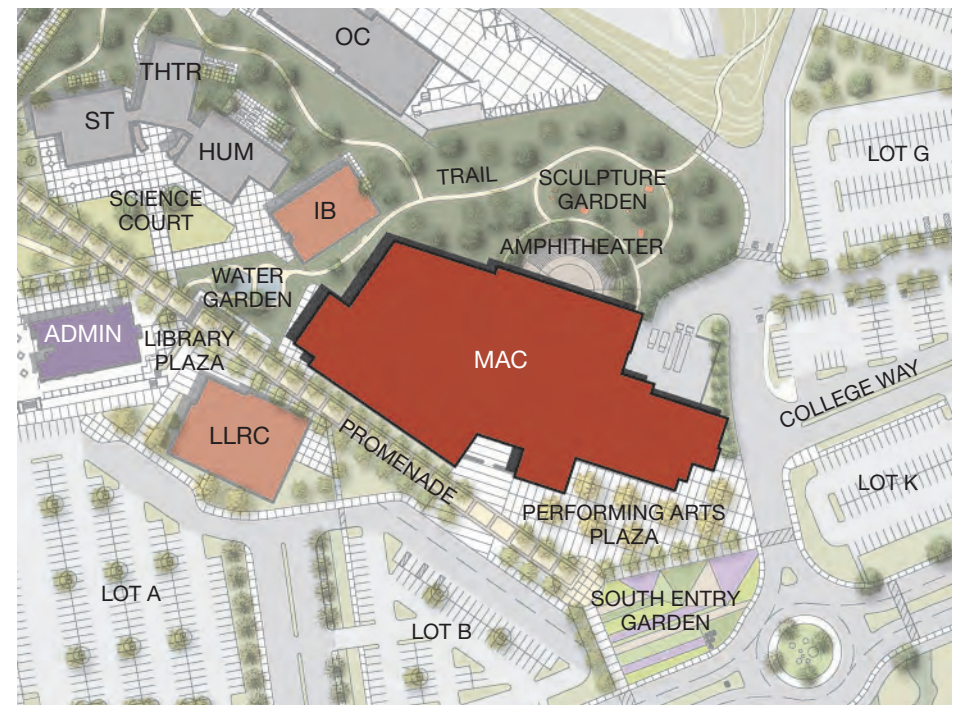 OC
THTR
ST
HUM
LOT G
TRAIL
SCULPTURE
GARDEN
SCIENCE
COURT
IB
AMPHITHEATER
WATER
GARDEN
ADMIN
LIBRARY
PLAZA
MAC
COLLEGE WAY
LLRC
PROMENADE
LOT K
PERFORMING ARTS
PLAZA
LOT A
SOUTH ENTRY
GARDEN
LOT B